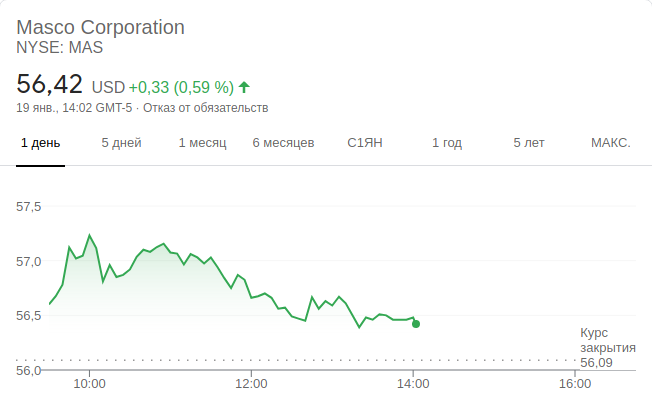 Masco Corporation
NYSE: MAS
56,42 USD +0,33 (0,59 %)
19 янв., 14:02 GMT-5 · Отказ от обязательств
1 день 5 дней 1 месяц 6 месяцев С1ЯН 1 год 5 лет МАКС.
57,5
57,0
56,5
Курс
закрытия
56,09
56,0
10:00 12:00 14:00 16:00